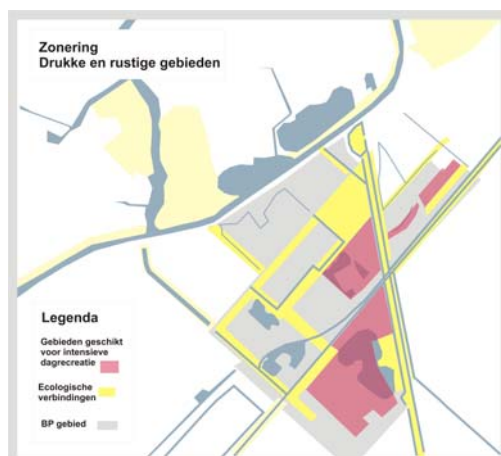 Zonering
Drukke en rustige gebieden
Legenda
Gebieden geschikt
voor intensieve
dagrecreatie
Ecologische
verbindingen
BP gebied